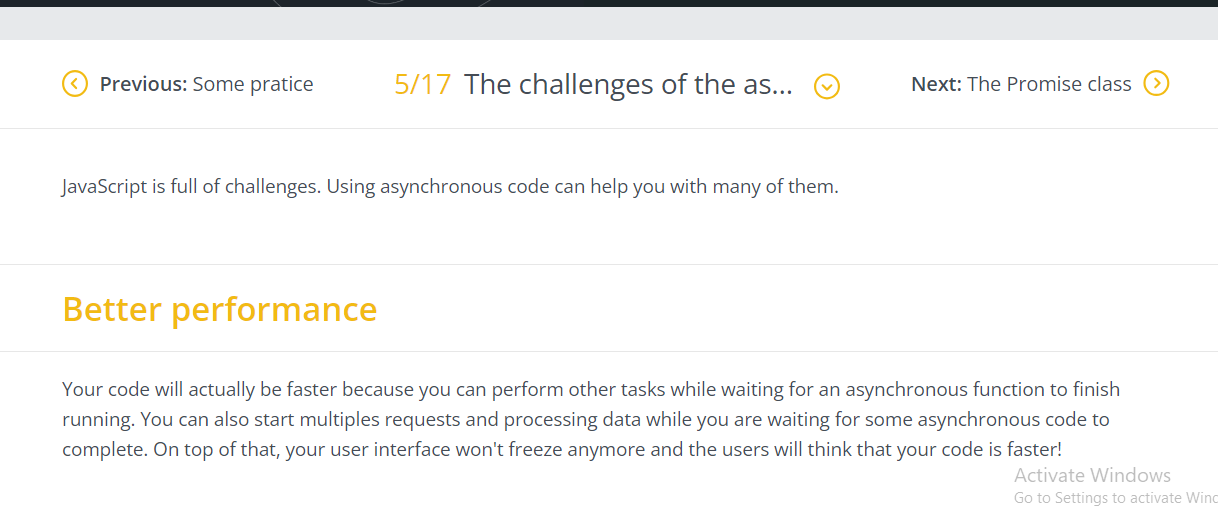 Previous: Some pratice
5/17 The challenges of the as...
Next: The Promise class
JavaScript is full of challenges. Using asynchronous code can help you with many of them.
Better performance
Your code will actually be faster because you can perform other tasks while waiting for an asynchronous function to finish
running. You can also start multiples requests and processing data while you are waiting for some asynchronous code to
complete. On top of that, your user interface won't freeze anymore and the users will think that your code is faster!
Activate Windows
Go to Settings to activate Winc